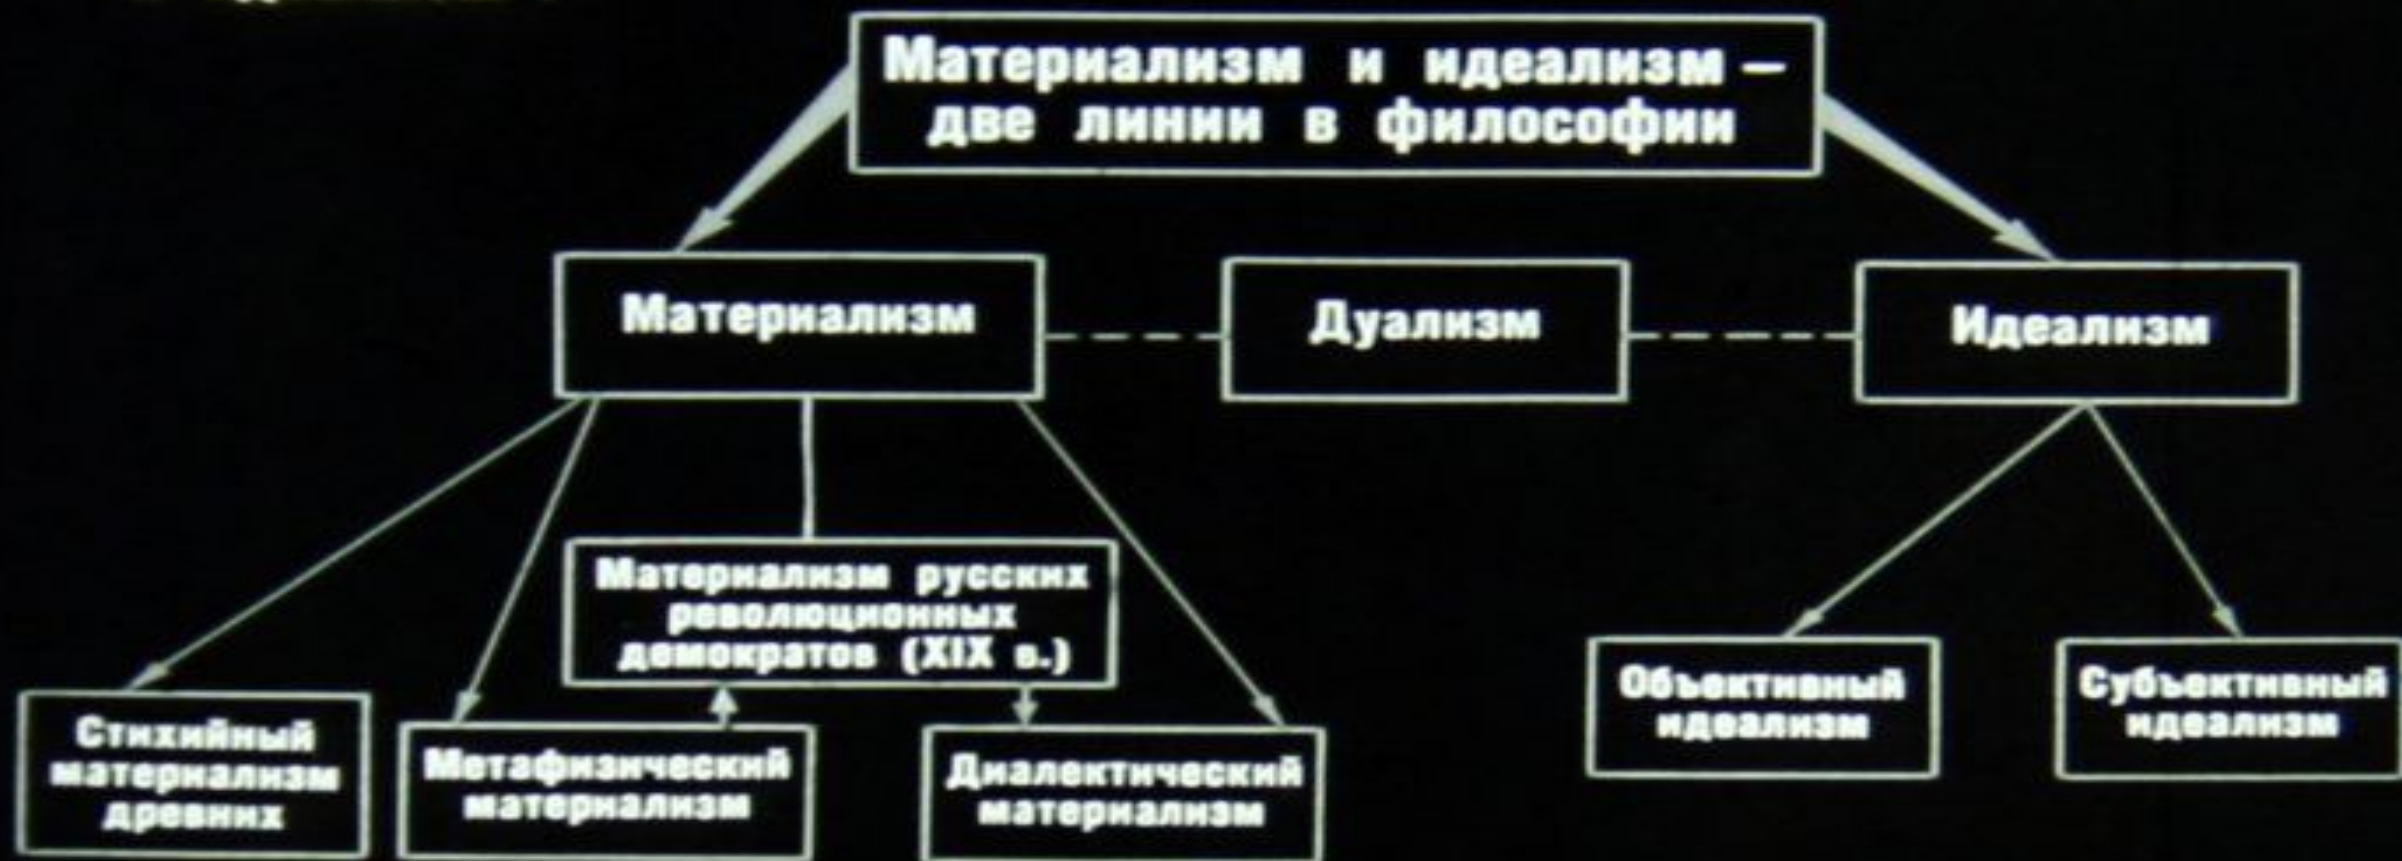 Материализм и идеализм —
две линии в философии
Материализм
Дуализм
Идеализм
Материализм русских
революционных
демократов (XIX в.)
Стихийный
материализм
древних
Метафизический
материализм
Диалектический
материализм
Объективный
идеализм
Субъективный
идеализм